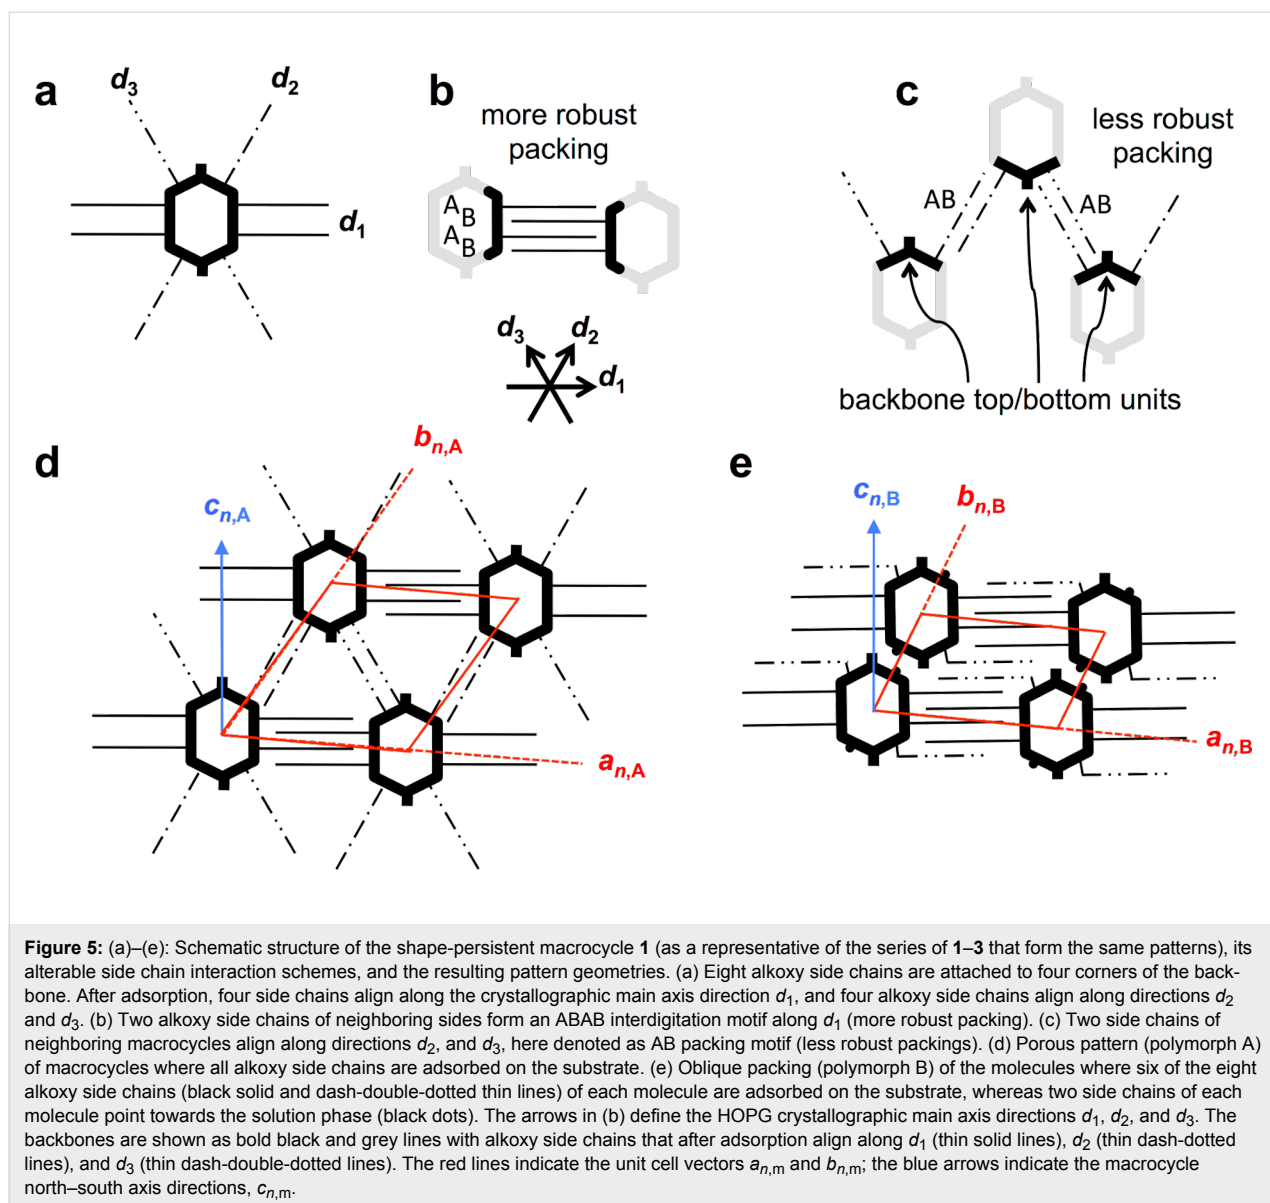 a
d3
d2
d1
b
more robust
packing
A
B
A
B
d3
d2
d1
c
less robust
packing
AB
AB
backbone top/bottom units
d
bn,A
cn,A
an,A
e
cn,B
bn,B
an,B
Figure 5: (a)–(e): Schematic structure of the shape-persistent macrocycle 1 (as a representative of the series of 1–3 that form the same patterns), its
alterable side chain interaction schemes, and the resulting pattern geometries. (a) Eight alkoxy side chains are attached to four corners of the back-
bone. After adsorption, four side chains align along the crystallographic main axis direction d1, and four alkoxy side chains align along directions d2
and d3. (b) Two alkoxy side chains of neighboring sides form an ABAB interdigitation motif along d1 (more robust packing). (c) Two side chains of
neighboring macrocycles align along directions d2, and d3, here denoted as AB packing motif (less robust packings). (d) Porous pattern (polymorph A)
of macrocycles where all alkoxy side chains are adsorbed on the substrate. (e) Oblique packing (polymorph B) of the molecules where six of the eight
alkoxy side chains (black solid and dash-double-dotted thin lines) of each molecule are adsorbed on the substrate, whereas two side chains of each
molecule point towards the solution phase (black dots). The arrows in (b) define the HOPG crystallographic main axis directions d1, d2, and d3. The
backbones are shown as bold black and grey lines with alkoxy side chains that after adsorption align along d1 (thin solid lines), d2 (thin dash-dotted
lines), and d3 (thin dash-double-dotted lines). The red lines indicate the unit cell vectors an,m and bn,m; the blue arrows indicate the macrocycle
north–south axis directions, cn,m.